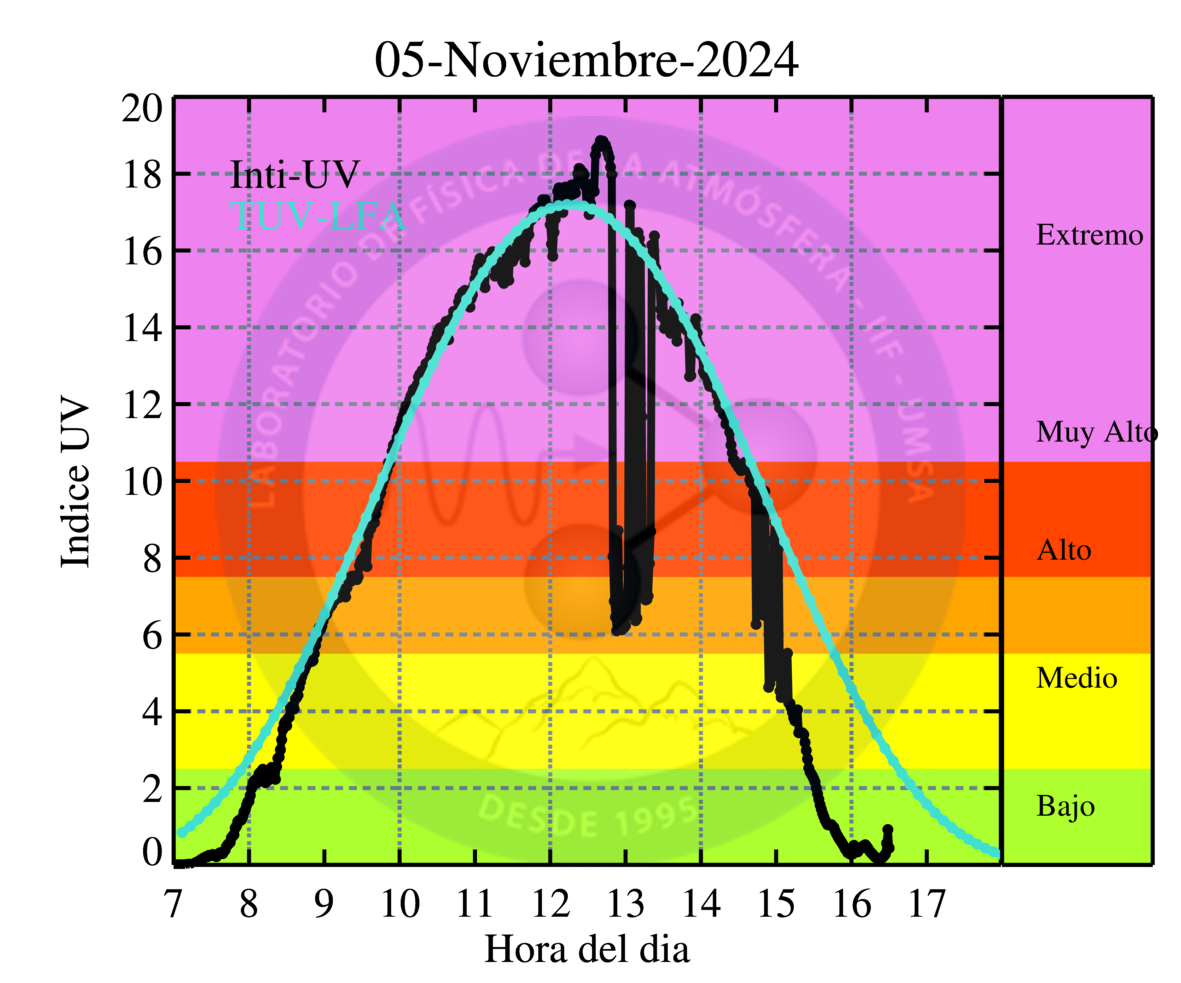 05-Noviembre-2024
20
18
16
14
12
10
8
6
4
2
0
Indice UV
Inti-UV
TUV-LFA
LABORATORIO DE FÍSICA DE LA ATMÓSFERA - IIF - UMSA
DESDE 1995
Extremo
Muy Alto
Alto
Medio
Bajo
7 8 9 10 11 12 13 14 15 16 17
Hora del dia